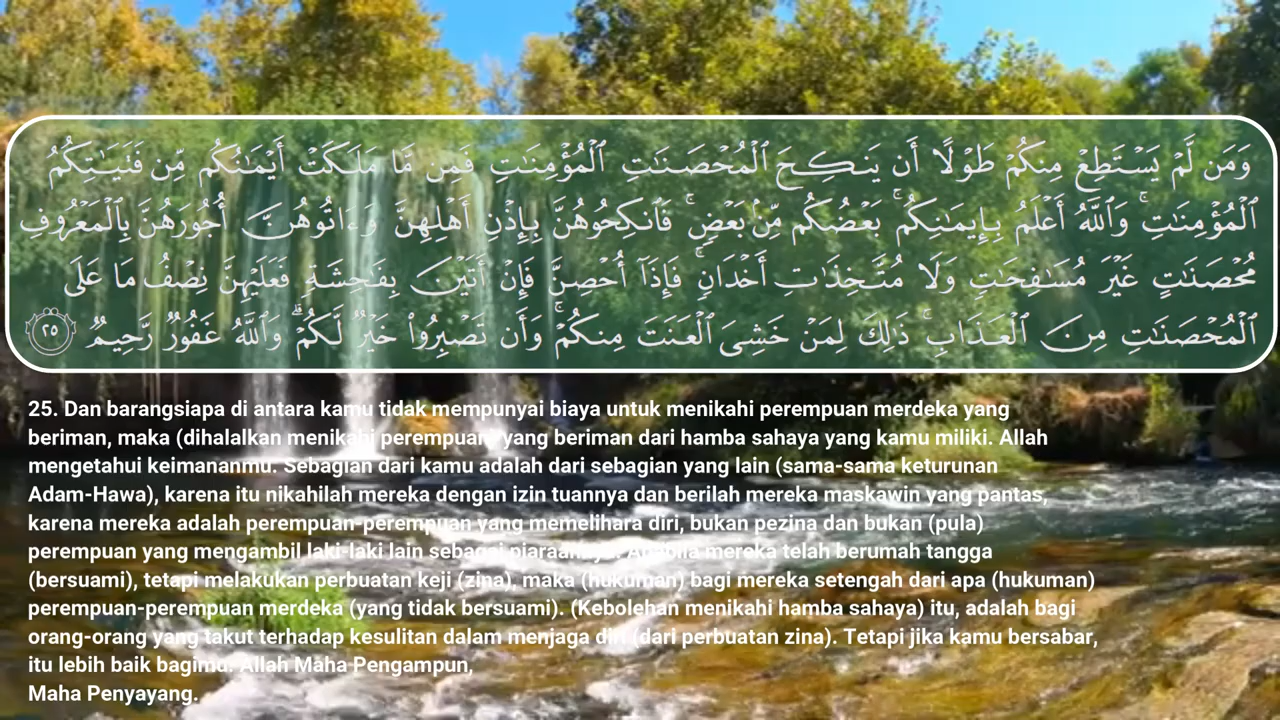 وَمَن لَّمْ يَسْتَطِعْ مِنكُمْ طَوْلًا أَن يَنكِحَ ٱلْمُحْصَنَٰتِ ٱلْمُؤْمِنَٰتِ فَمِن مَّا مَلَكَتْ أَيْمَٰنُكُم مِّن فَتَيَٰتِكُمُ
ٱلْمُؤْمِنَٰتِ ۚ وَٱللَّهُ أَعْلَمُ بِإِيمَٰنِكُم ۚ بَعْضُكُم مِّنۢ بَعْضٍ ۚ فَٱنكِحُوهُنَّ بِإِذْنِ أَهْلِهِنَّ وَءَاتُوهُنَّ أُجُورَهُنَّ بِٱلْمَعْرُوفِ
مُحْصَنَٰتٍ غَيْرَ مُسَٰفِحَٰتٍ وَلَا مُتَّخِذَٰتِ أَخْدَانٍ ۚ فَإِذَآ أُحْصِنَّ فَإِنْ أَتَيْنَ بِفَٰحِشَةٍ فَعَلَيْهِنَّ نِصْفُ مَا عَلَى
ٱلْمُحْصَنَٰتِ مِنَ ٱلْعَذَابِ ۚ ذَٰلِكَ لِمَنْ خَشِىَ ٱلْعَنَتَ مِنكُمْ ۚ وَأَن تَصْبِرُوا۟ خَيْرٌ لَّكُمْ ۗ وَٱللَّهُ غَفُورٌ رَّحِيمٌ ٢٥
25. Dan barangsiapa di antara kamu tidak mempunyai biaya untuk menikahi perempuan merdeka yang
beriman, maka (dihalalkan menikahi perempuan) yang beriman dari hamba sahaya yang kamu miliki. Allah
mengetahui keimananmu. Sebagian dari kamu adalah dari sebagian yang lain (sama-sama keturunan
Adam-Hawa), karena itu nikahilah mereka dengan izin tuannya dan berilah mereka maskawin yang pantas,
karena mereka adalah perempuan-perempuan yang memelihara diri, bukan pezina dan bukan (pula)
perempuan yang mengambil laki-laki lain sebagai piaraannya. Apabila mereka telah berumah tangga
(bersuami), tetapi melakukan perbuatan keji (zina), maka (hukuman) bagi mereka setengah dari apa (hukuman)
perempuan-perempuan merdeka (yang tidak bersuami). (Kebolehan menikahi hamba sahaya) itu, adalah bagi
orang-orang yang takut terhadap kesulitan dalam menjaga diri (dari perbuatan zina). Tetapi jika kamu bersabar,
itu lebih baik bagimu. Allah Maha Pengampun,
Maha Penyayang.